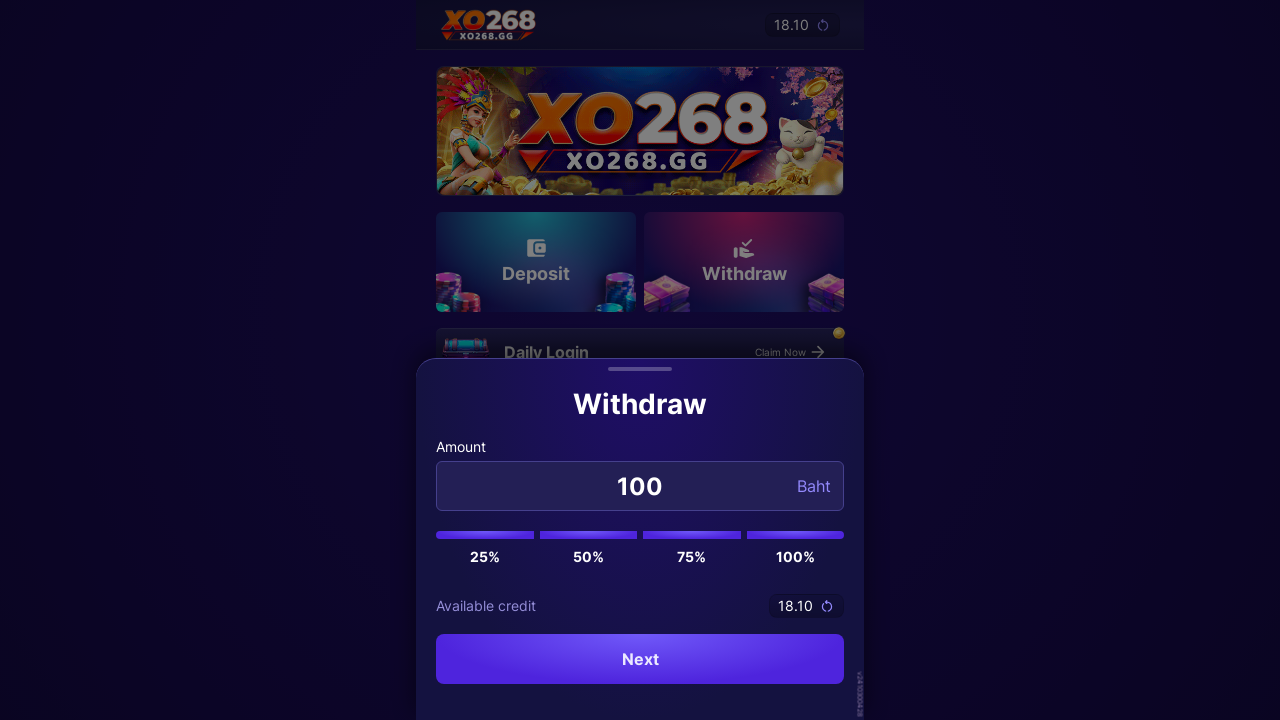 XO268
XO268.GG
18.10
XO268
XO268.GG
Deposit
Withdraw
Daily Login
Claim Now
Withdraw
Amount
100
Baht
25%
50%
75%
100%
Available credit
18.10
Next